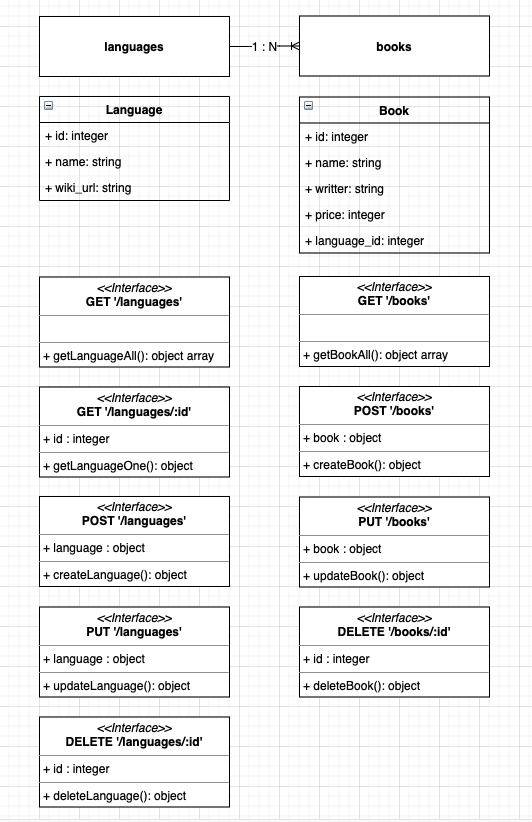 languages
1 : N
books
Language
+ id: integer
+ name: string
+ wiki_url: string
Book
+ id: integer
+ name: string
+ writter: string
+ price: integer
+ language_id: integer
<<Interface>>
GET '/languages'
+ getLanguageAll(): object array
<<Interface>>
GET '/books'
+ getBookAll(): object array
<<Interface>>
GET '/languages/:id'
+ id : integer
+ getLanguageOne(): object
<<Interface>>
POST '/books'
+ book : object
+ createBook(): object
<<Interface>>
POST '/languages'
+ language : object
+ createLanguage(): object
<<Interface>>
PUT '/books'
+ book : object
+ updateBook(): object
<<Interface>>
PUT '/languages'
+ language : object
+ updateLanguage(): object
<<Interface>>
DELETE '/books/:id'
+ id : integer
+ deleteBook(): object
<<Interface>>
DELETE '/languages/:id'
+ id : integer
+ deleteLanguage(): object